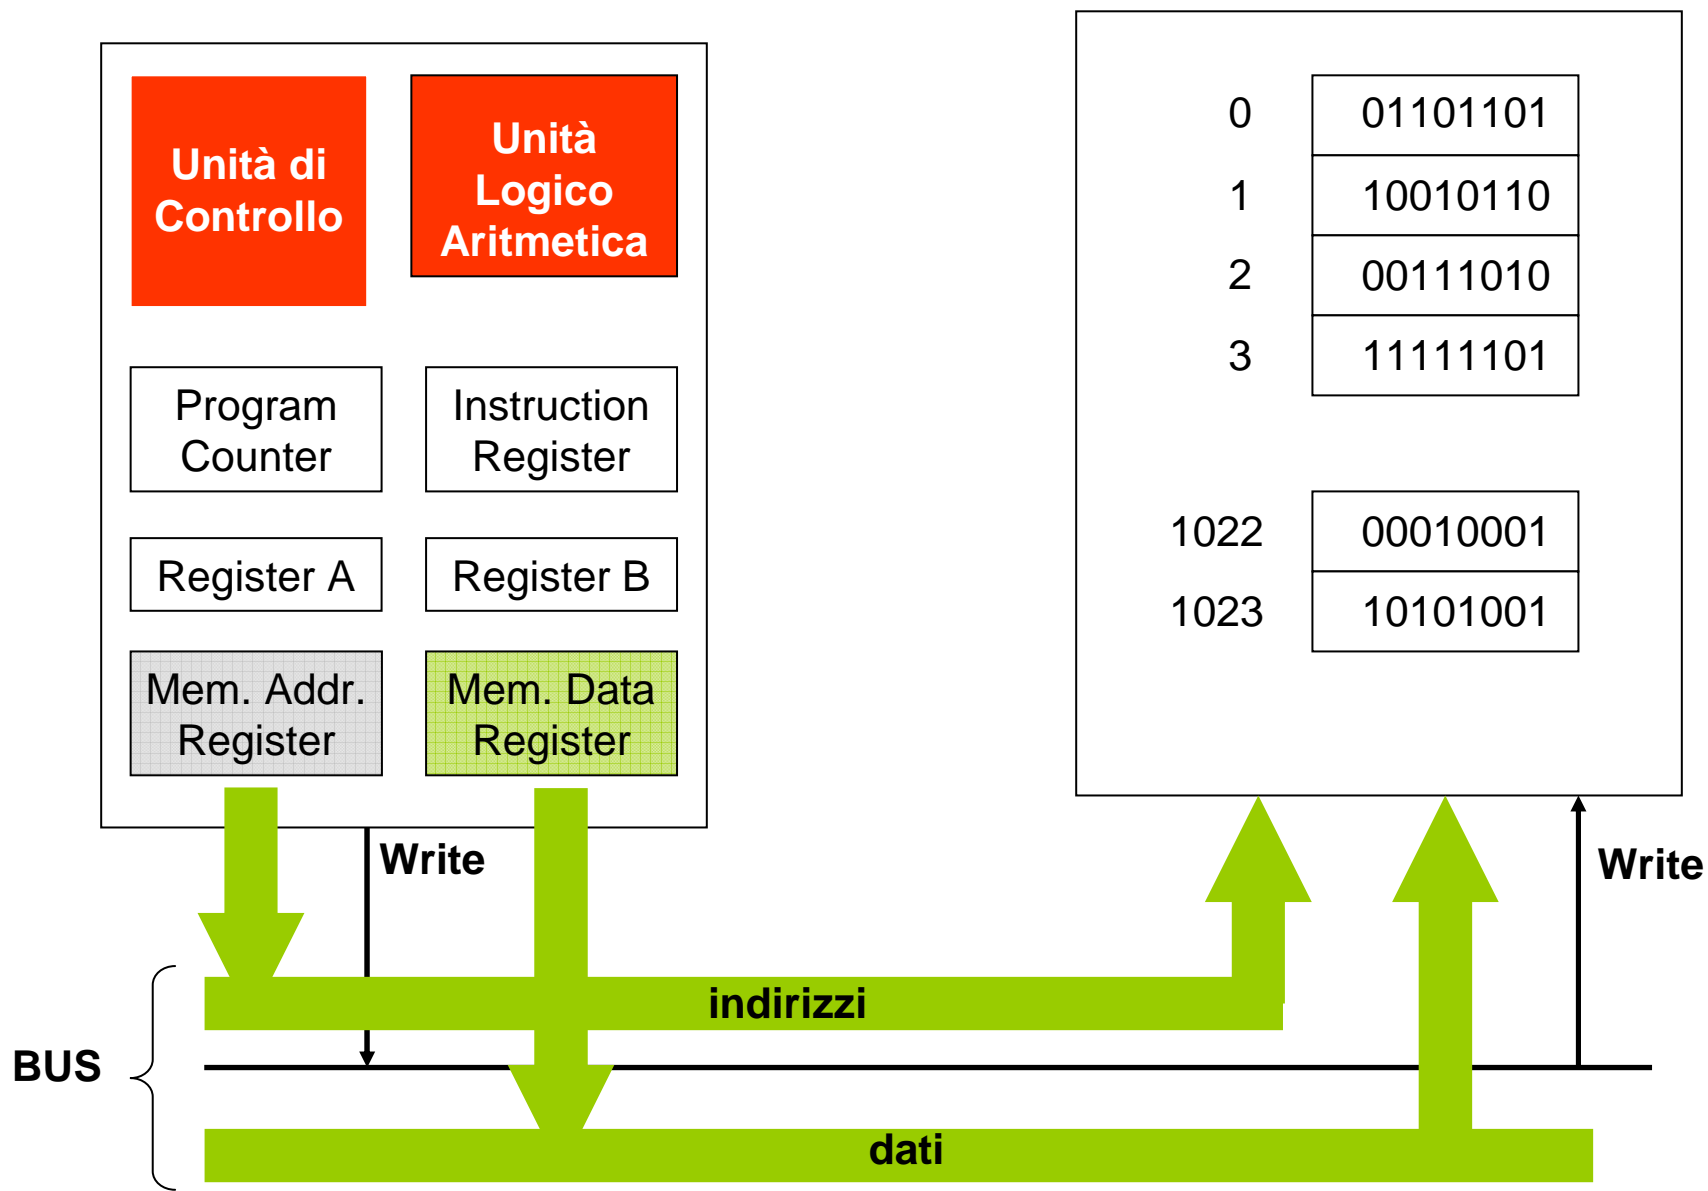 Unità di
Controllo
Unità
Logico
Aritmetica
Program
Counter
Instruction
Register
Register A
Register B
Mem. Addr.
Register
Mem. Data
Register
0 01101101
1 10010110
2 00111010
3 11111101
1022 00010001
1023 10101001
Write
Write
BUS
indirizzi
dati